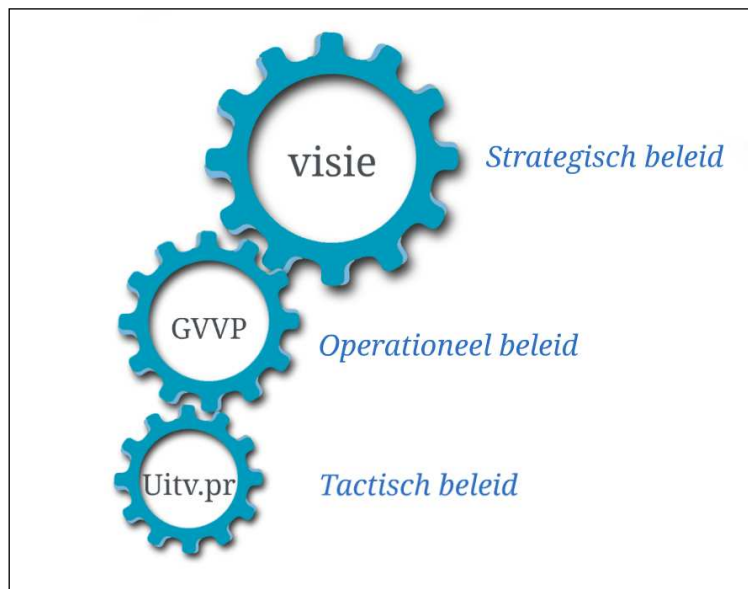 visie
Strategisch beleid
GVVP
Operationeel beleid
Uitv.pr
Tactisch beleid